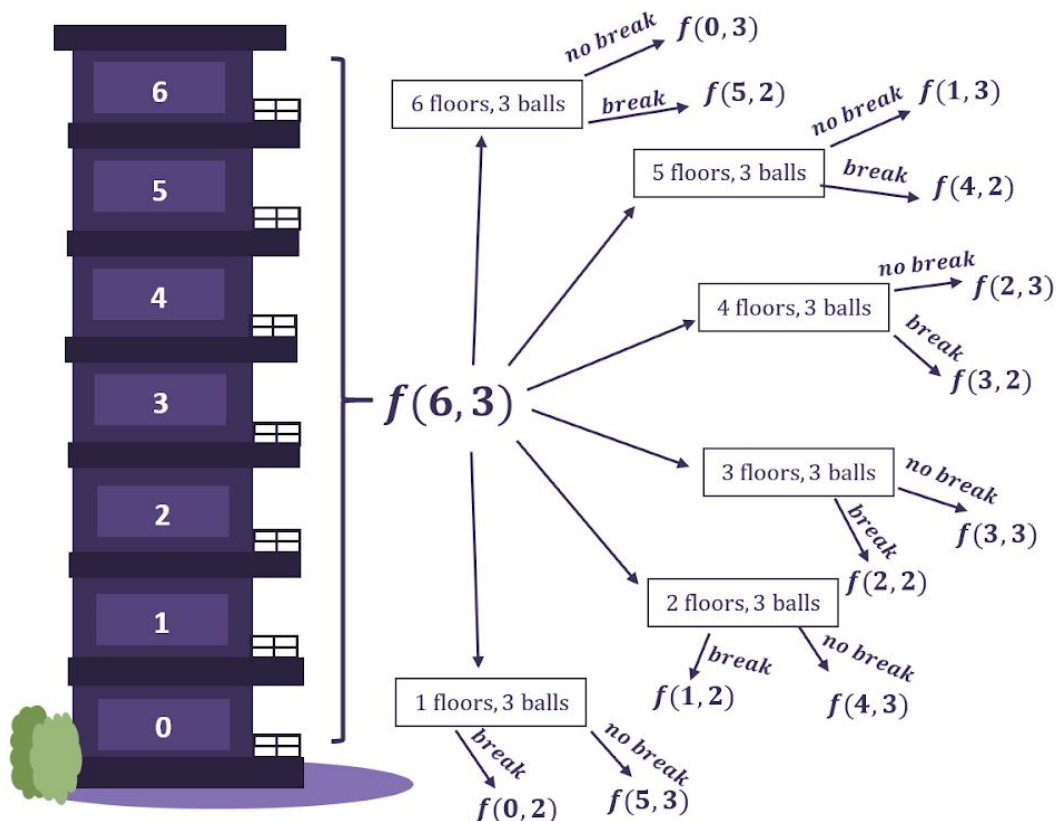 6
5
4
3
2
1
0
f(6,3)
6 floors, 3 balls
no break
f(0,3)
break
f(5,2)
5 floors, 3 balls
no break
f(1,3)
break
f(4,2)
4 floors, 3 balls
no break
f(2,3)
break
f(3,2)
3 floors, 3 balls
no break
f(3,3)
break
f(2,2)
2 floors, 3 balls
break
f(1,2)
no break
f(4,3)
1 floors, 3 balls
break
f(0,2)
no break
f(5,3)